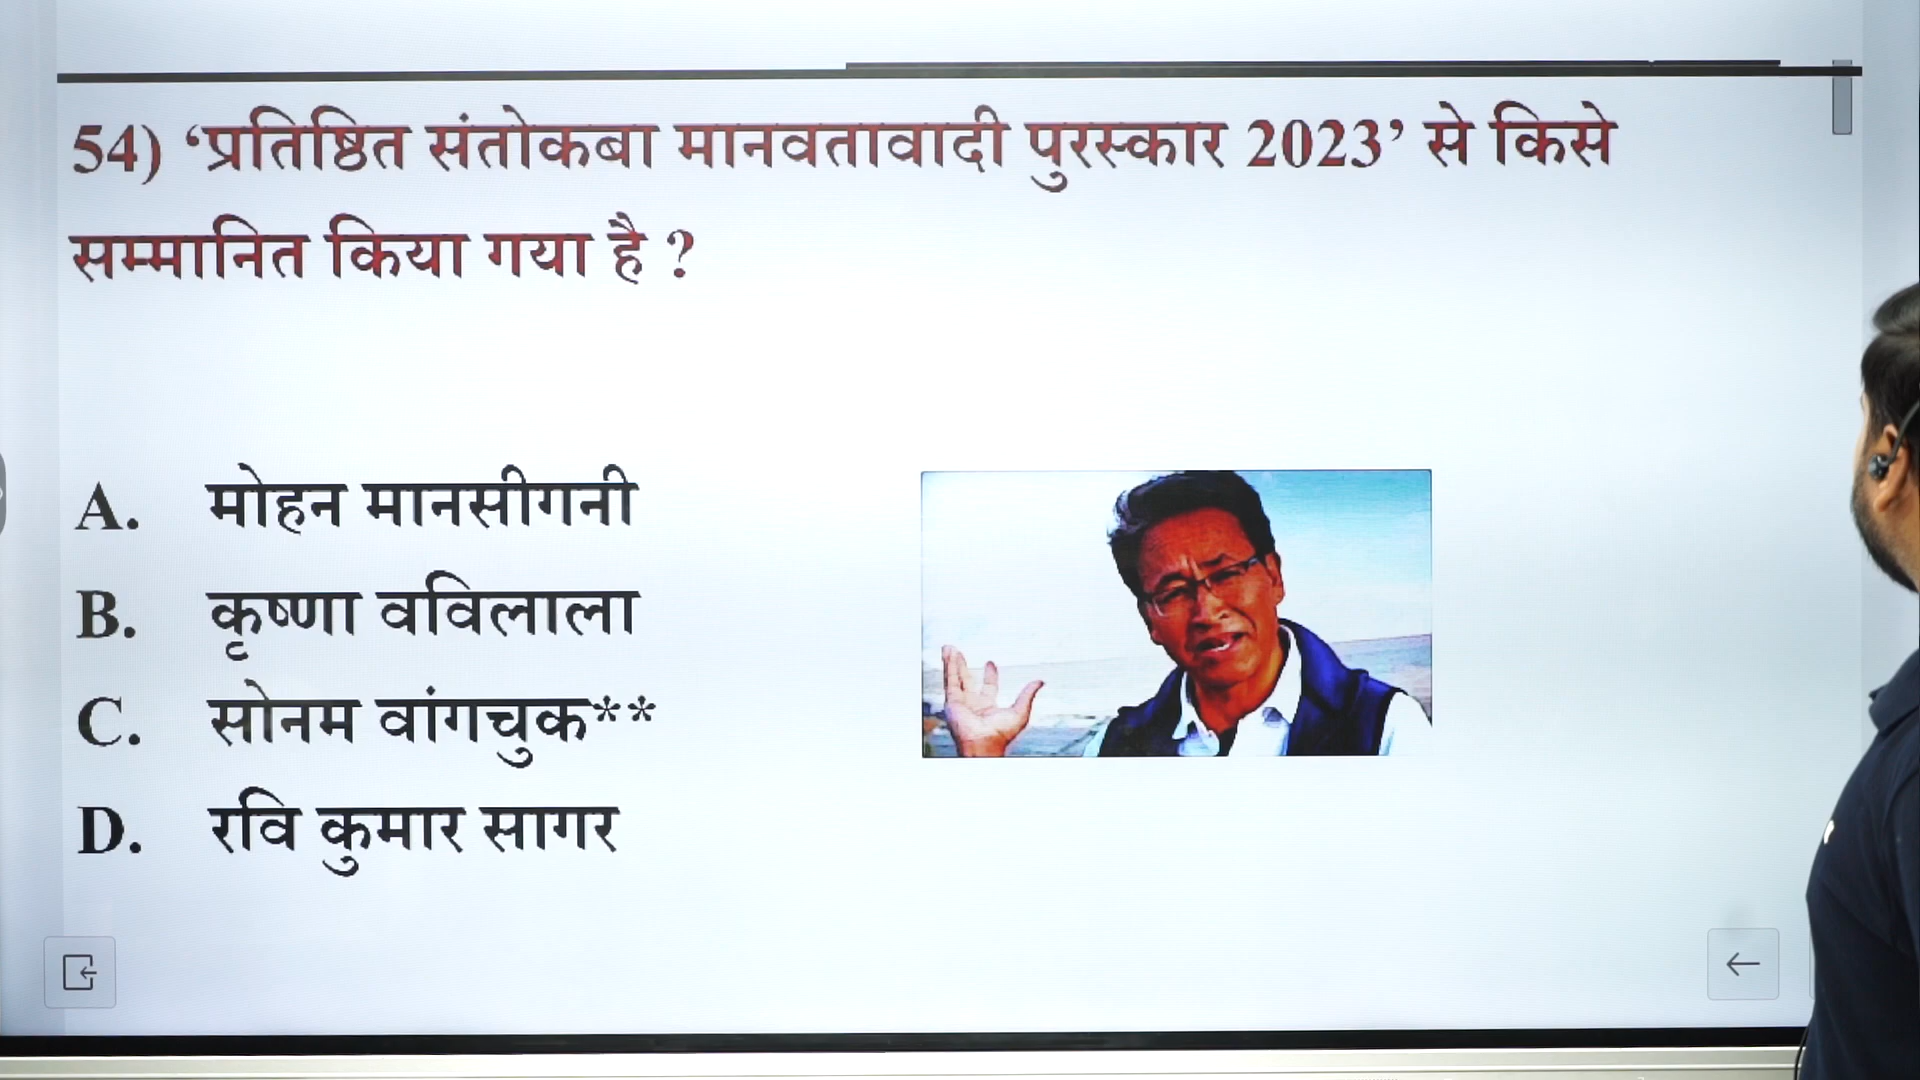 54) ‘प्रतिष्ठित संतोकबा मानवतावादी पुरस्कार 2023’ से किसे
सम्मानित किया गया है ?
A. मोहन मानसीगनी
B. कृष्णा वविलाला
C. सोनम वांगचुक**
D. रवि कुमार सागर